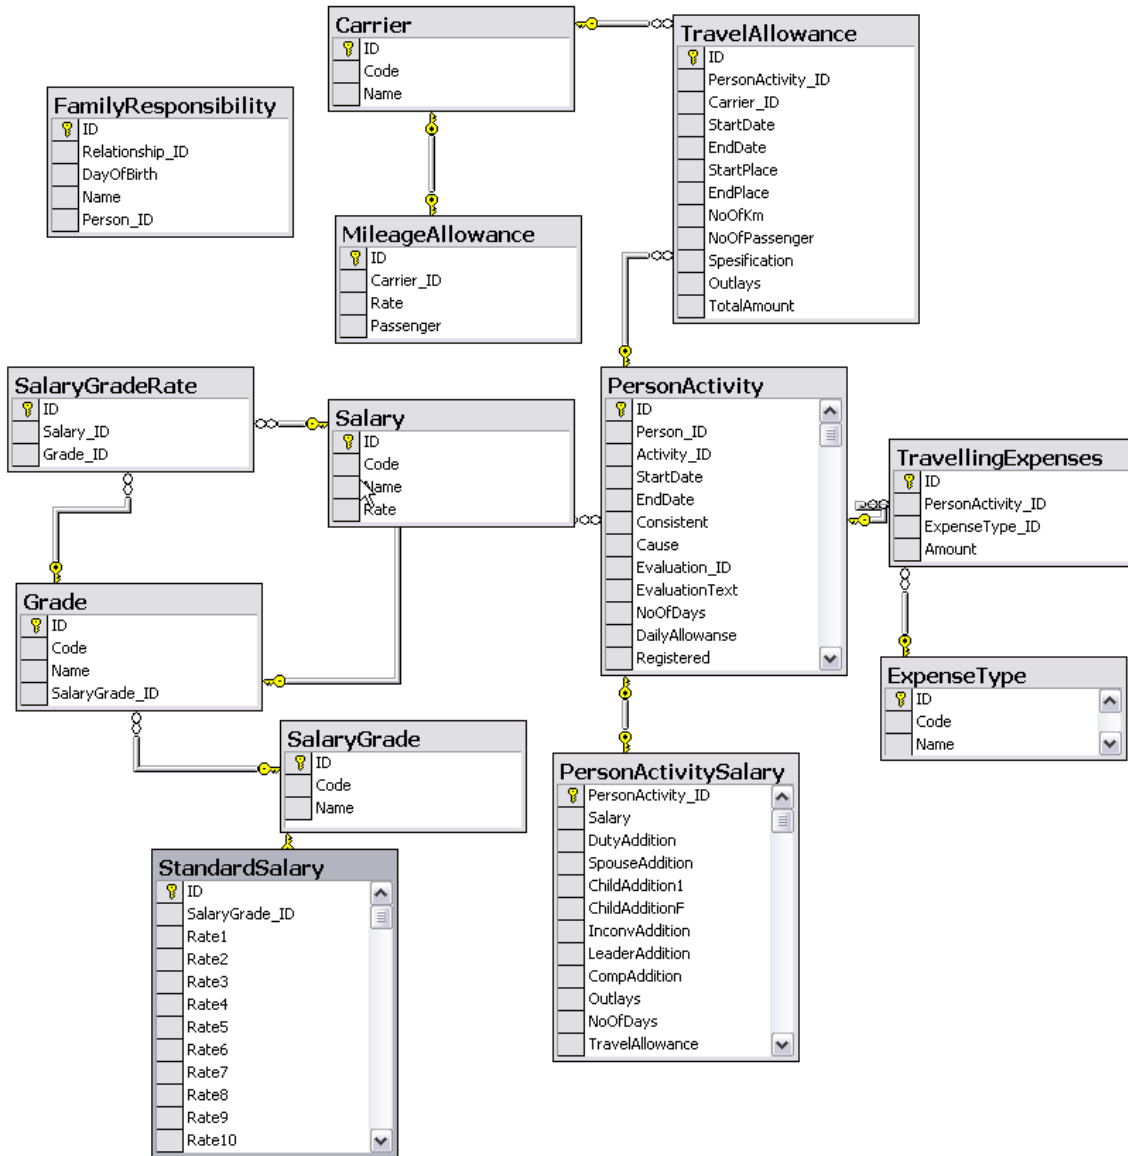 Carrier
ID
Code
Name
TravelAllowance
ID
PersonActivity_ID
Carrier_ID
StartDate
EndDate
StartPlace
EndPlace
NoOfKm
NoOfPassenger
Spesification
Outlays
TotalAmount
FamilyResponsibility
ID
Relationship_ID
DayOfBirth
Name
Person_ID
MileageAllowance
ID
Carrier_ID
Rate
Passenger
SalaryGradeRate
ID
Salary_ID
Grade_ID
Salary
ID
Code
Name
Rate
PersonActivity
ID
Person_ID
Activity_ID
StartDate
EndDate
Consistent
Cause
Evaluation_ID
EvaluationText
NoOfDays
DailyAllowanse
Registered
TravellingExpenses
ID
PersonActivity_ID
ExpenseType_ID
Amount
Grade
ID
Code
Name
SalaryGrade_ID
ExpenseType
ID
Code
Name
SalaryGrade
ID
Code
Name
PersonActivitySalary
PersonActivity_ID
Salary
DutyAddition
SpouseAddition
ChildAddition1
ChildAdditionF
InconvAddition
LeaderAddition
CompAddition
Outlays
NoOfDays
TravelAllowance
StandardSalary
ID
SalaryGrade_ID
Rate1
Rate2
Rate3
Rate4
Rate5
Rate6
Rate7
Rate8
Rate9
Rate10